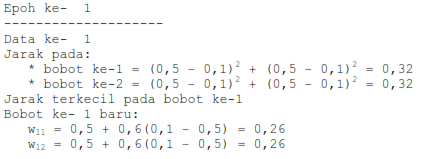 Epoh ke-  1
--------------------
Data ke-  1
Jarak pada:
   * bobot ke-1 = (0,5 - 0,1)² + (0,5 - 0,1)² = 0,32
   * bobot ke-2 = (0,5 - 0,1)² + (0,5 - 0,1)² = 0,32
Jarak terkecil pada bobot ke-1
Bobot ke- 1 baru:
   w₁₁ = 0,5 + 0,6(0,1 - 0,5) = 0,26
   w₁₂ = 0,5 + 0,6(0,1 - 0,5) = 0,26